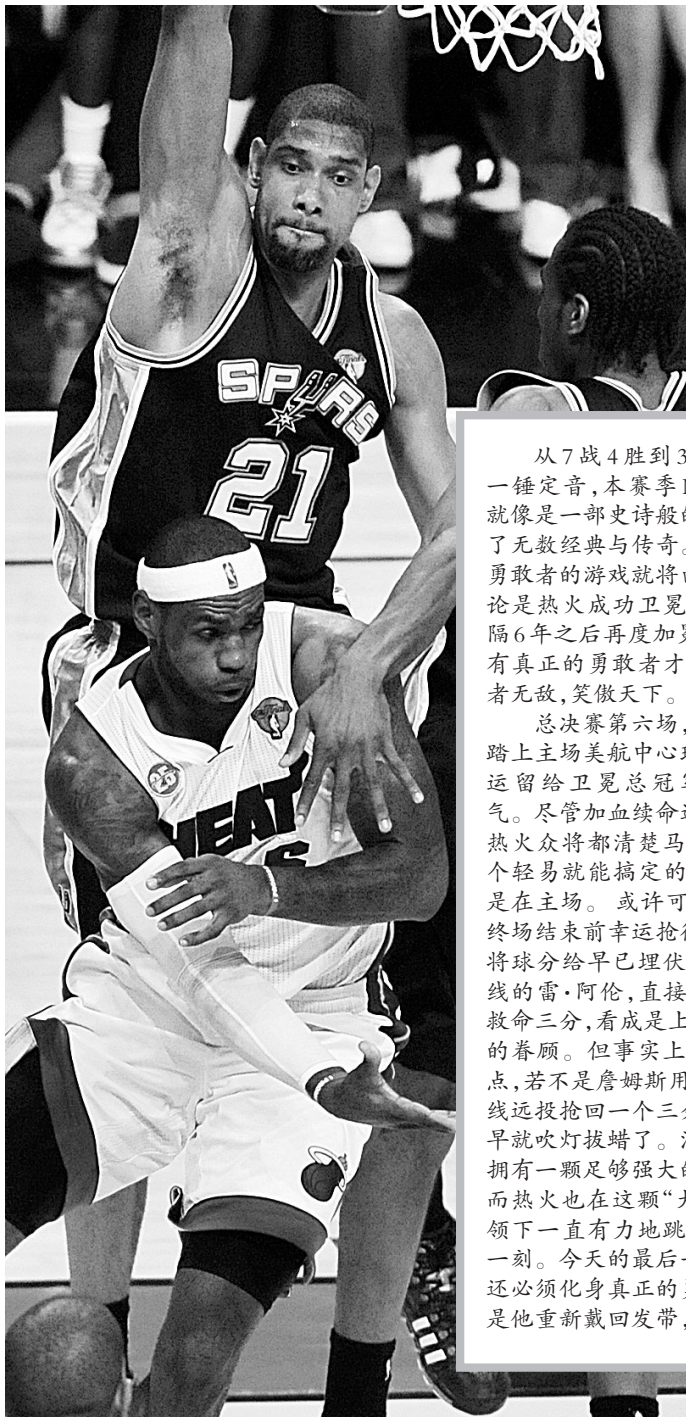 SPURS
21
HEAT
6
25
从7战4胜到3
一锤定音，本赛季
就像是一部史诗般的
了无数经典与传奇。
勇敢者的游戏就将
论是热火成功卫冕
隔6年之后再度加冕
有真正的勇敢者才
者无敌，笑傲天下。
总决赛第六场，
踏上主场美航中心
运留给卫冕总冠军
气。尽管加血续命
热火众将都清楚马
个轻易就能搞定的
是在主场。 或许可
终场结束前幸运抢
将球分给早已埋伏
线的雷·阿伦，直接
救命三分，看成是上
的眷顾。但事实上
点，若不是詹姆斯用
线远投抢回一个三分
早就吹灯拔蜡了。
拥有一颗足够强大的
而热火也在这颗“大
领下一直有力地跳
一刻。今天的最后一
还必须化身真正的
是他重新戴回发带，